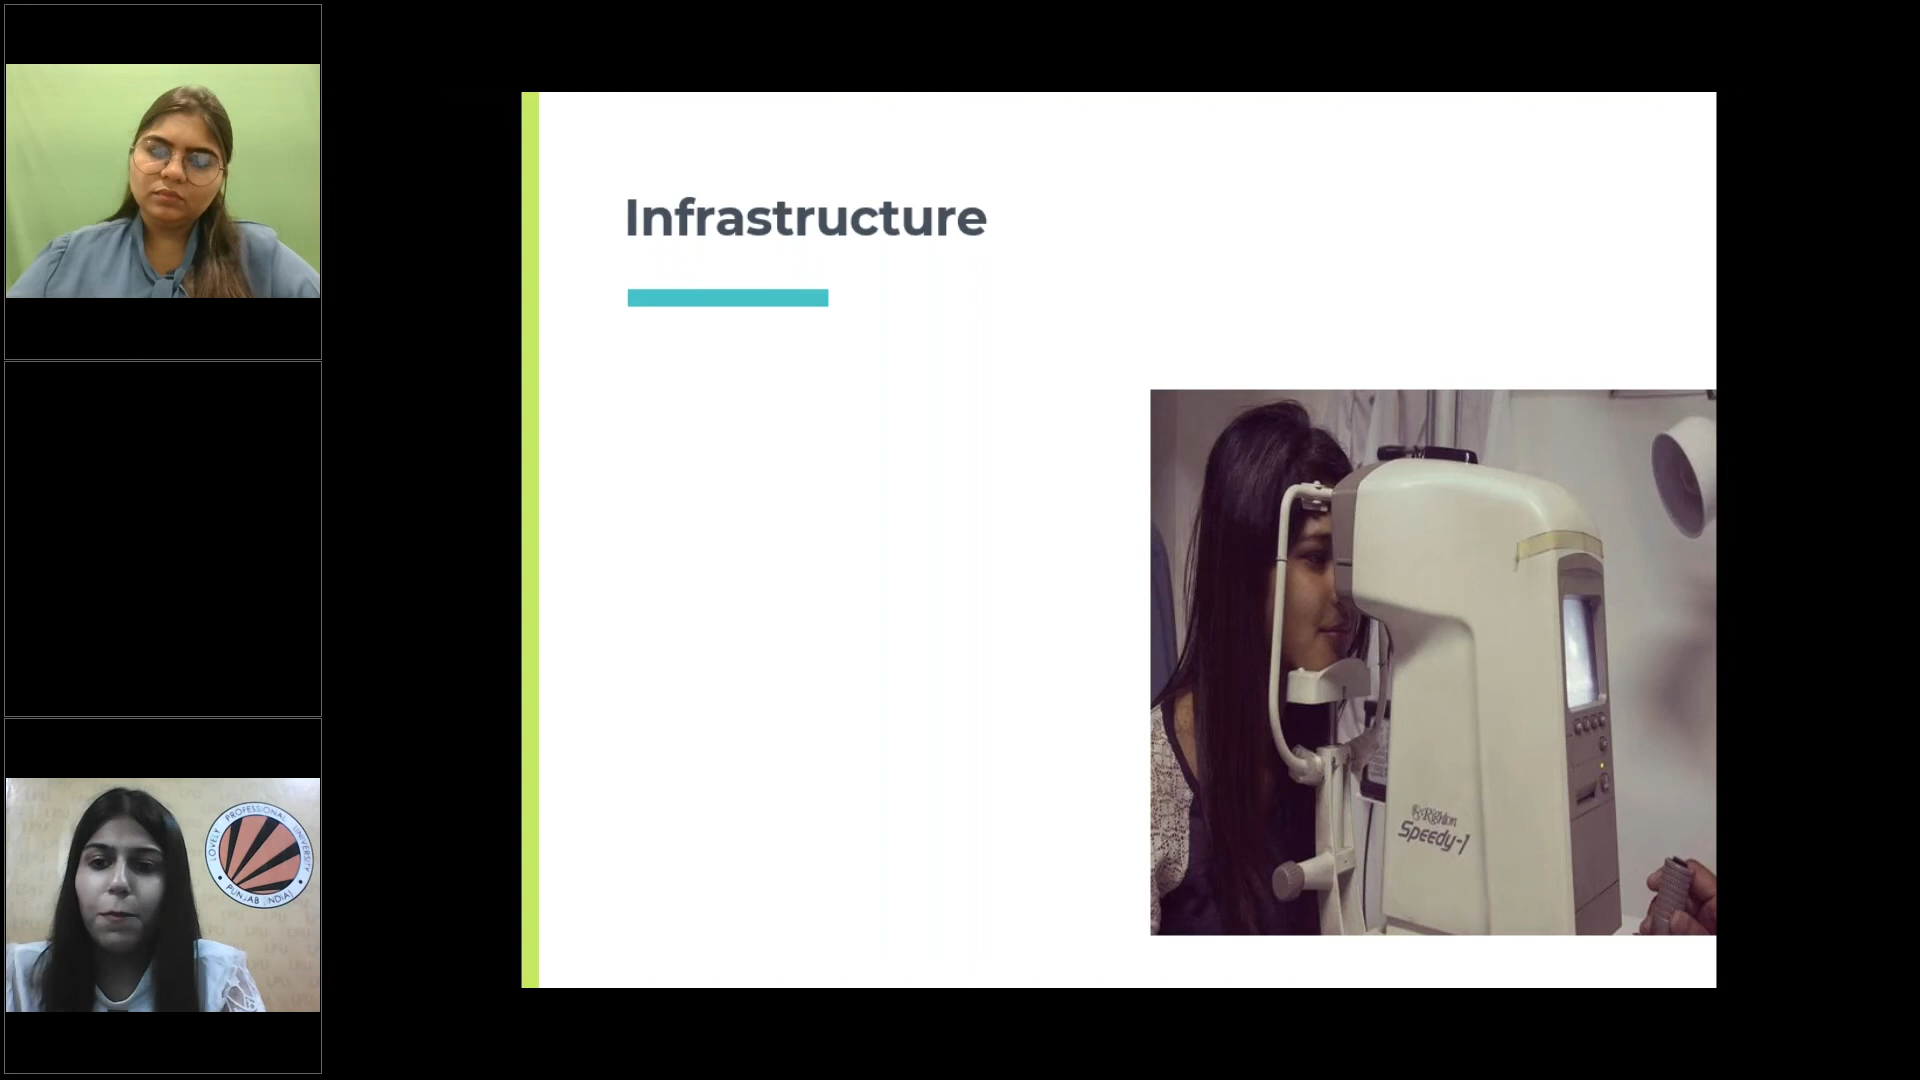 Infrastructure
Righton
Speedy-1
LOVELY PROFESSIONAL UNIVERSITY
PUNJAB (INDIA)